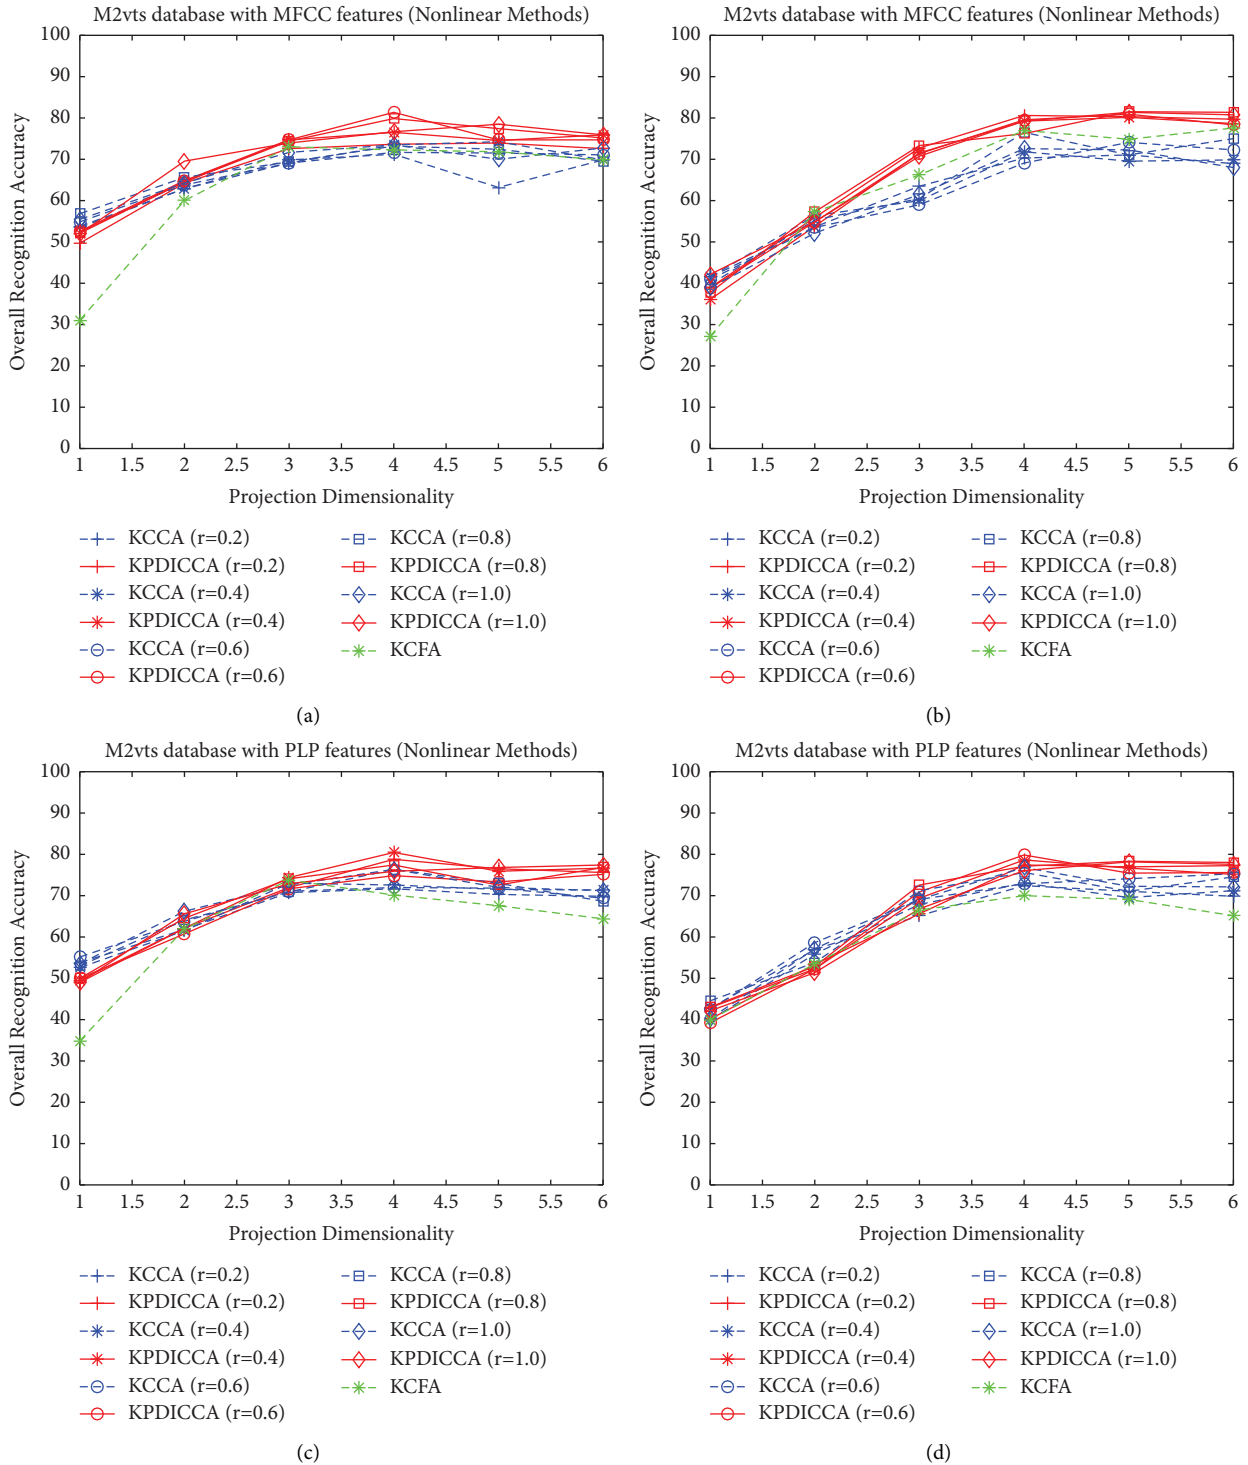 M2vts database with MFCC features (Nonlinear Methods)
100
90
80
70
60
50
40
30
20
10
0
Overall Recognition Accuracy
1 1.5 2 2.5 3 3.5 4 4.5 5 5.5 6
Projection Dimensionality
KCCA (r=0.2)
KPDICCA (r=0.2)
KCCA (r=0.4)
KPDICCA (r=0.4)
KCCA (r=0.6)
KPDICCA (r=0.6)
KCCA (r=0.8)
KPDICCA (r=0.8)
KCCA (r=1.0)
KPDICCA (r=1.0)
KCFA
(a)
M2vts database with MFCC features (Nonlinear Methods)
100
90
80
70
60
50
40
30
20
10
0
Overall Recognition Accuracy
1 1.5 2 2.5 3 3.5 4 4.5 5 5.5 6
Projection Dimensionality
KCCA (r=0.2)
KPDICCA (r=0.2)
KCCA (r=0.4)
KPDICCA (r=0.4)
KCCA (r=0.6)
KPDICCA (r=0.6)
KCCA (r=0.8)
KPDICCA (r=0.8)
KCCA (r=1.0)
KPDICCA (r=1.0)
KCFA
(b)
M2vts database with PLP features (Nonlinear Methods)
100
90
80
70
60
50
40
30
20
10
0
Overall Recognition Accuracy
1 1.5 2 2.5 3 3.5 4 4.5 5 5.5 6
Projection Dimensionality
KCCA (r=0.2)
KPDICCA (r=0.2)
KCCA (r=0.4)
KPDICCA (r=0.4)
KCCA (r=0.6)
KPDICCA (r=0.6)
KCCA (r=0.8)
KPDICCA (r=0.8)
KCCA (r=1.0)
KPDICCA (r=1.0)
KCFA
(c)
M2vts database with PLP features (Nonlinear Methods)
100
90
80
70
60
50
40
30
20
10
0
Overall Recognition Accuracy
1 1.5 2 2.5 3 3.5 4 4.5 5 5.5 6
Projection Dimensionality
KCCA (r=0.2)
KPDICCA (r=0.2)
KCCA (r=0.4)
KPDICCA (r=0.4)
KCCA (r=0.6)
KPDICCA (r=0.6)
KCCA (r=0.8)
KPDICCA (r=0.8)
KCCA (r=1.0)
KPDICCA (r=1.0)
KCFA
(d)